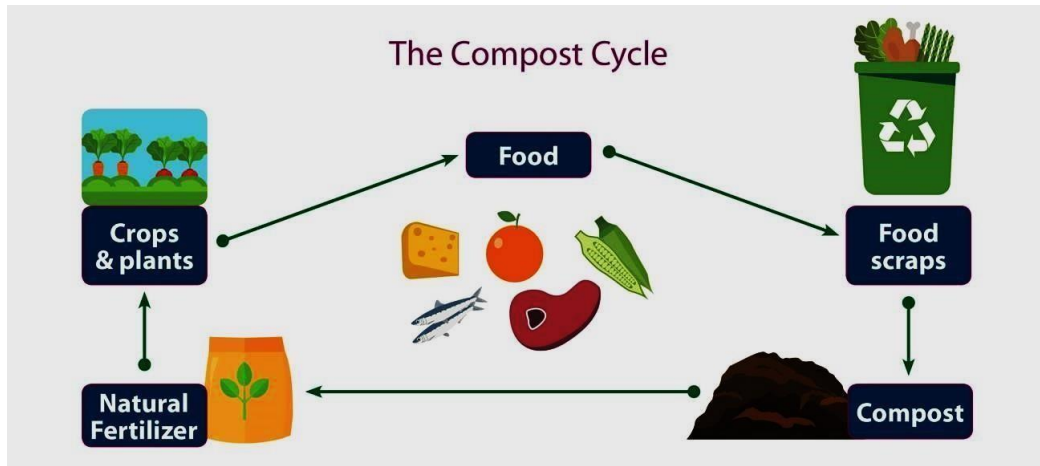 The Compost Cycle
Food
Crops
& plants
Food
scraps
Natural
Fertilizer
Compost